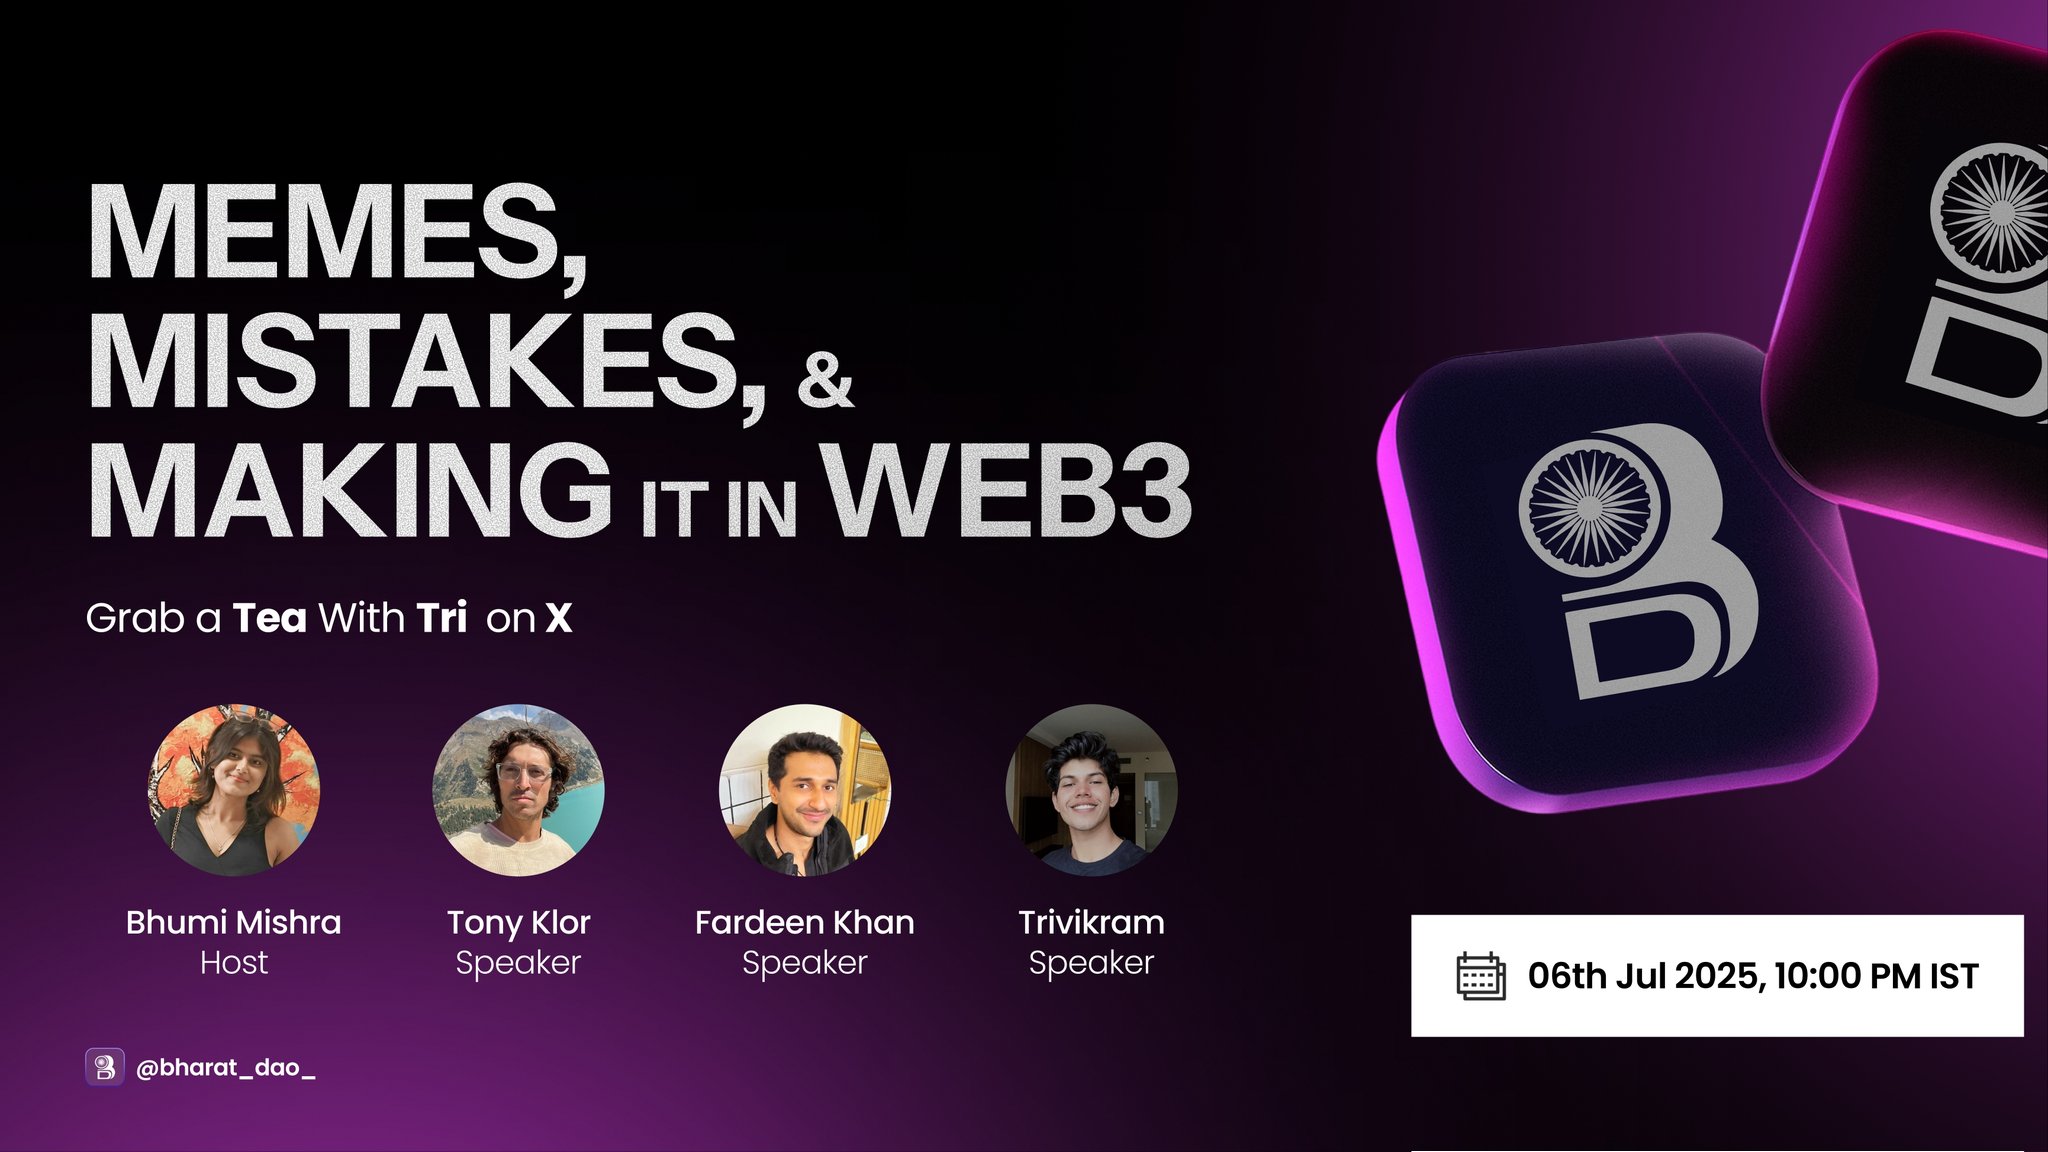 MEMES,
MISTAKES, &
MAKING IT IN WEB3
Grab a Tea With Tri on X
Bhumi Mishra
Host
Tony Klor
Speaker
Fardeen Khan
Speaker
Trivikram
Speaker
06th Jul 2025, 10:00 PM IST
@bharat_dao_